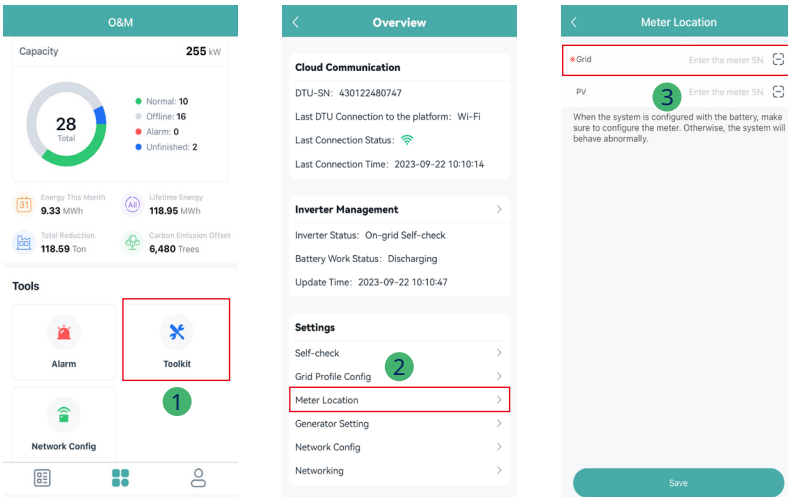 O&M
Capacity
255 kW
28
Total
Normal: 10
Offline: 16
Alarm: 0
Unfinished: 2
31
Energy This Month
9.33 MWh
All
Lifetime Energy
118.95 MWh
Total Reduction
118.59 Ton
Carbon Emission Offset
6,480 Trees
Tools
Alarm
Toolkit
1
Network Config
Overview
Cloud Communication
DTU-SN: 430122480747
Last DTU Connection to the platform: Wi-Fi
Last Connection Status:
Last Connection Time: 2023-09-22 10:10:14
Inverter Management
Inverter Status: On-grid Self-check
Battery Work Status: Discharging
Update Time: 2023-09-22 10:10:47
Settings
Self-check
Grid Profile Config
2
Meter Location
Generator Setting
Network Config
Networking
Meter Location
*Grid Enter the meter SN
PV Enter the meter SN
3
When the system is configured with the battery, make
sure to configure the meter. Otherwise, the system will
behave abnormally.
Save